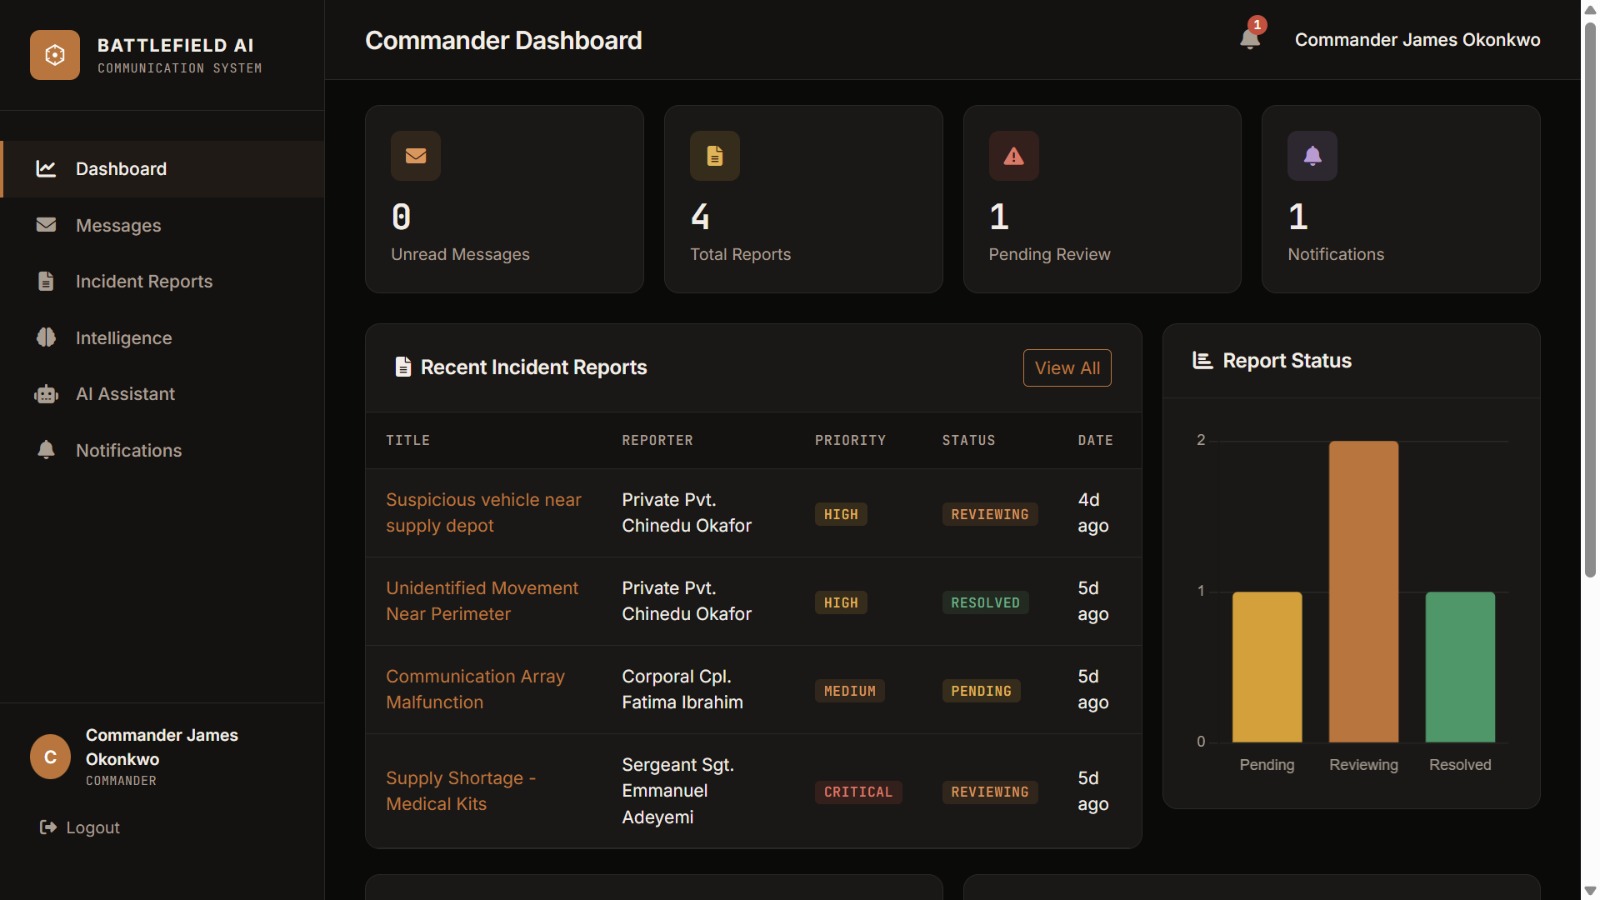 BATTLEFIELD AI
COMMUNICATION SYSTEM
Dashboard
Messages
Incident Reports
Intelligence
AI Assistant
Notifications
C
Commander James
Okonkwo
COMMANDER
Logout
Commander Dashboard
1
Commander James Okonkwo
0
Unread Messages
4
Total Reports
1
Pending Review
1
Notifications
Recent Incident Reports
View All
TITLE REPORTER PRIORITY STATUS DATE
Suspicious vehicle near
supply depot
Private Pvt.
Chinedu Okafor
HIGH
REVIEWING
4d
ago
Unidentified Movement
Near Perimeter
Private Pvt.
Chinedu Okafor
HIGH
RESOLVED
5d
ago
Communication Array
Malfunction
Corporal Cpl.
Fatima Ibrahim
MEDIUM
PENDING
5d
ago
Supply Shortage -
Medical Kits
Sergeant Sgt.
Emmanuel
Adeyemi
CRITICAL
REVIEWING
5d
ago
Report Status
2
1
0
Pending Reviewing Resolved